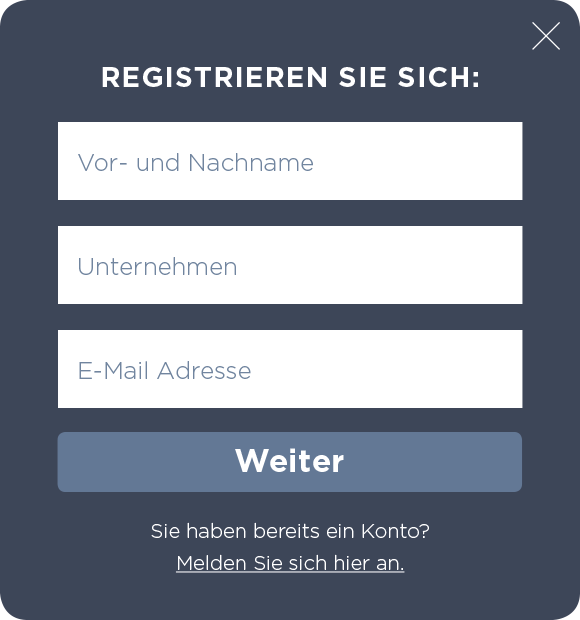 REGISTRIEREN SIE SICH:
Vor- und Nachname
Unternehmen
E-Mail Adresse
Weiter
Sie haben bereits ein Konto?
Melden Sie sich hier an.